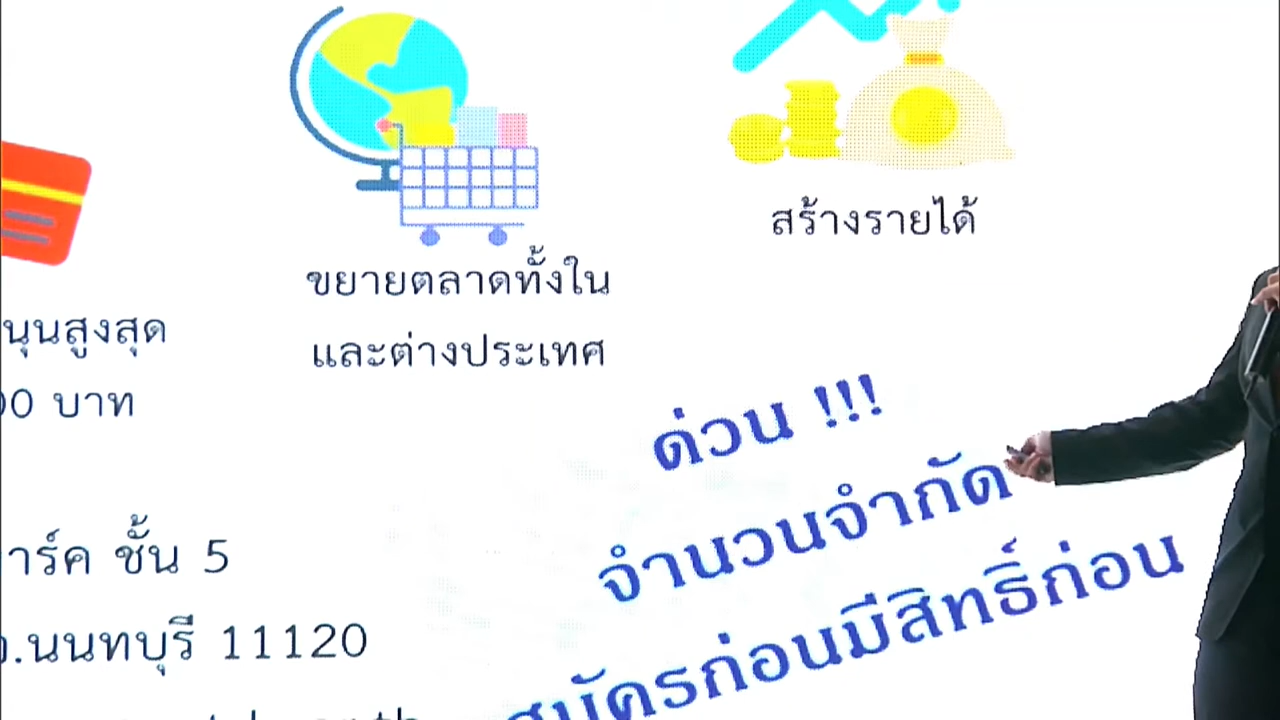 สร้างรายได้
ขยายตลาดทั้งใน
และต่างประเทศ
นุนสูงสุด
00 บาท
ด่วน !!!
จำนวนจำกัด
สมัครก่อนมีสิทธิ์ก่อน
าร์ค ชั้น 5
.นนทบุรี 11120